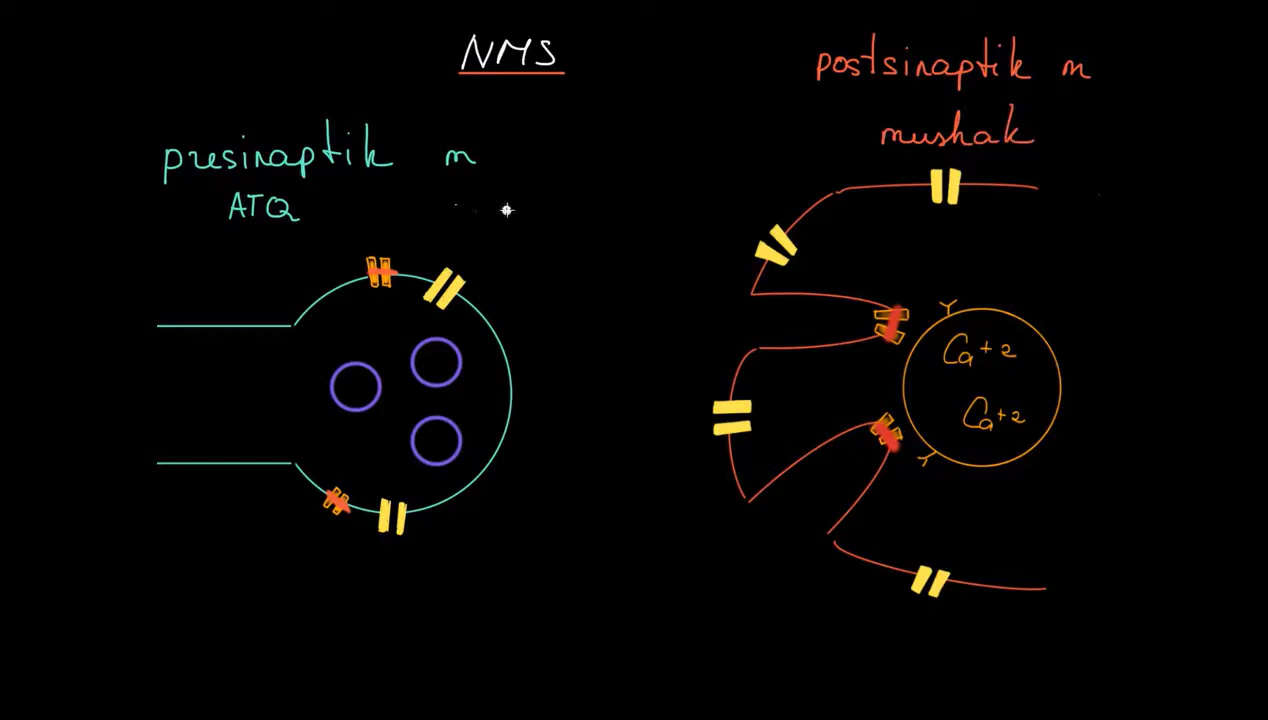 NMS
postsinaptik m
mushak
presinaptik m
ATQ
Ca+2
Ca+2